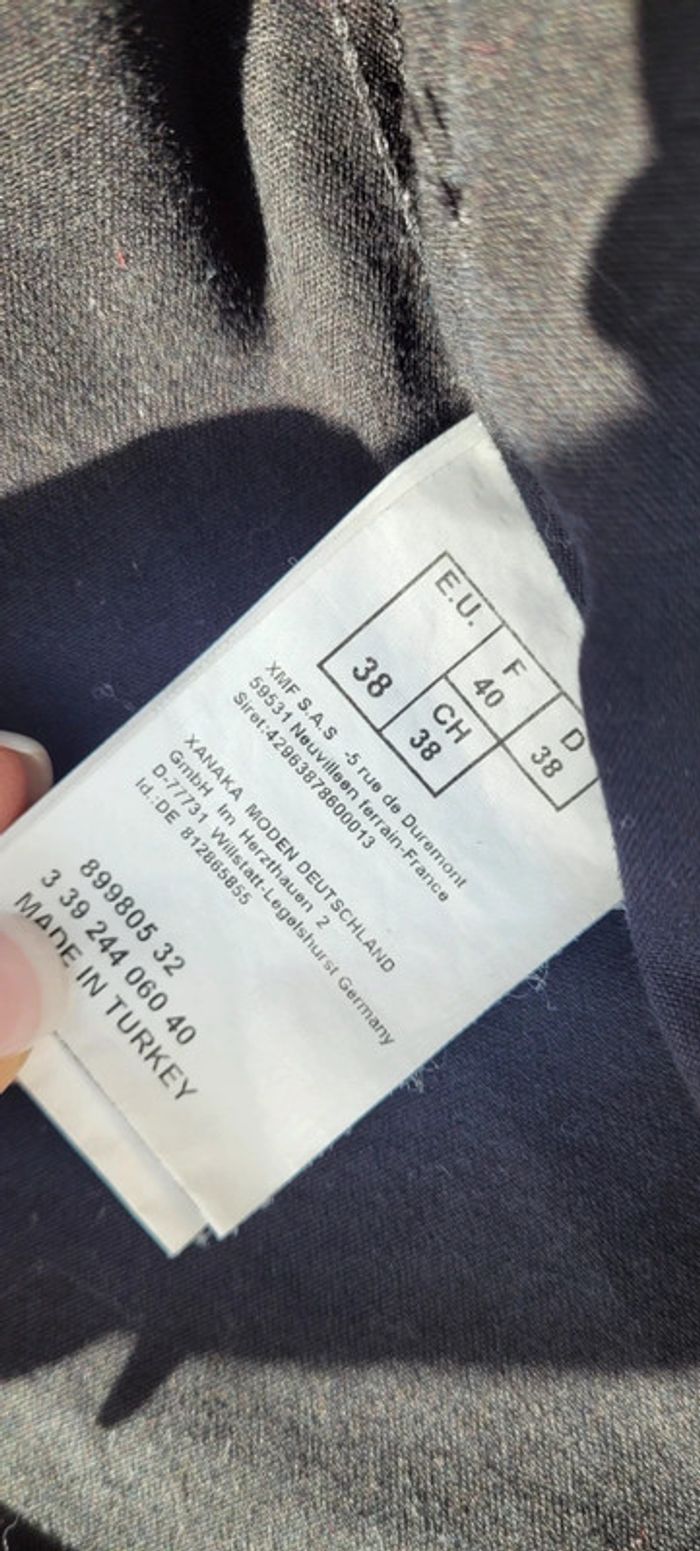 E.U. F D
38 40 38
CH
38
XMF S.A.S -5 rue de Duremont
59531 Neuvilleen ferrain-France
Siret:42963878600013
XANAKA MODEN DEUTSCHLAND
GmbH Im Herzthauen 2
D-77731 Willstatt-Legelshurst Germany
Id.:DE 812865855
899805 32
3 39 244 060 40
MADE IN TURKEY